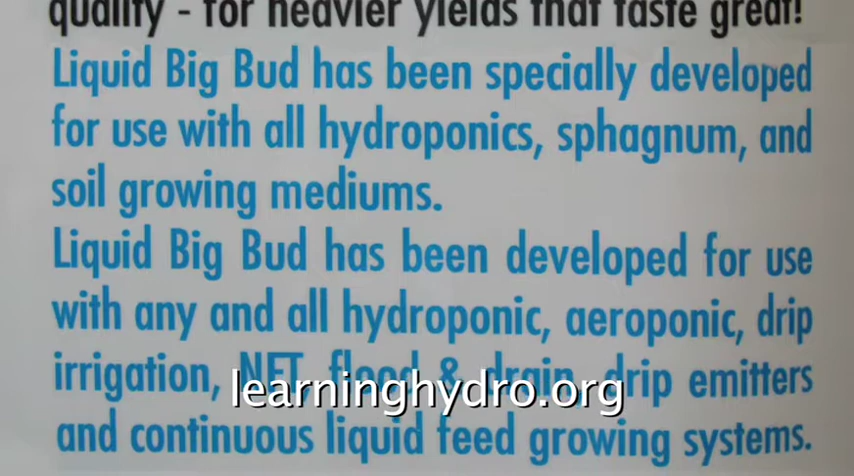 quality - for heavier yields that taste great!
Liquid Big Bud has been specially developed
for use with all hydroponics, sphagnum, and
soil growing mediums.
Liquid Big Bud has been developed for use
with any and all hydroponic, aeroponic, drip
irrigation, NFT, flood & drain, drip emitters
learninghydro.org
and continuous liquid feed growing systems.